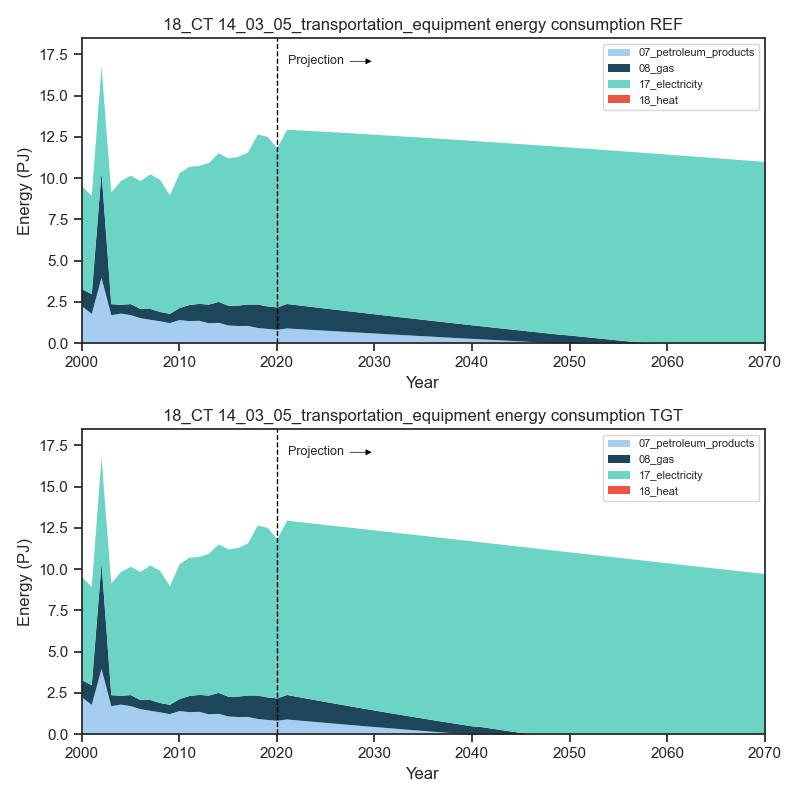 18_CT 14_03_05_transportation_equipment energy consumption REF
17.5
15.0
12.5
10.0
7.5
5.0
2.5
0.0
Energy (PJ)
Projection
07_petroleum_products
08_gas
17_electricity
18_heat
2000 2010 2020 2030 2040 2050 2060 2070
Year
18_CT 14_03_05_transportation_equipment energy consumption TGT
17.5
15.0
12.5
10.0
7.5
5.0
2.5
0.0
Energy (PJ)
Projection
07_petroleum_products
08_gas
17_electricity
18_heat
2000 2010 2020 2030 2040 2050 2060 2070
Year